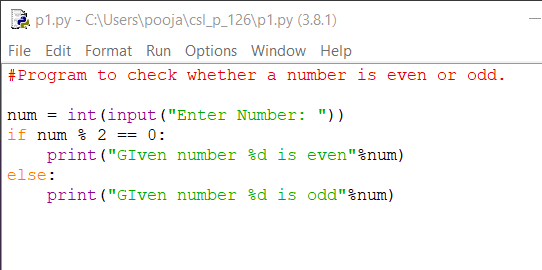 p1.py - C:\Users\pooja\csl_p_126\p1.py (3.8.1)
File Edit Format Run Options Window Help
#Program to check whether a number is even or odd.
num = int(input("Enter Number: "))
if num % 2 == 0:
    print("GIven number %d is even"%num)
else:
    print("GIven number %d is odd"%num)